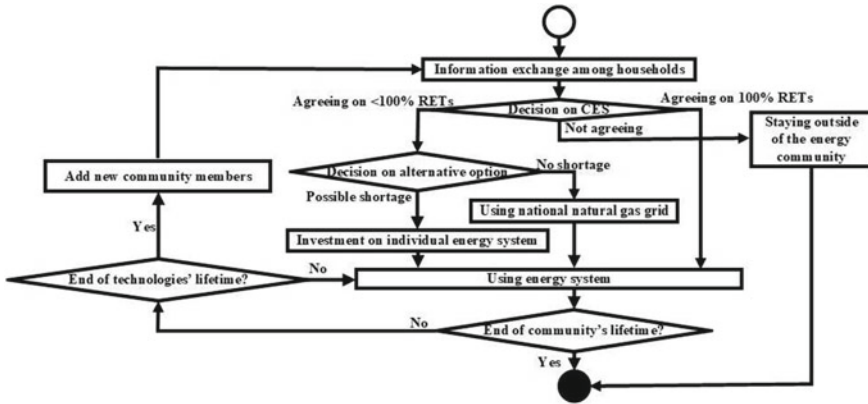 Information exchange among households
Agreeing on <100% RETs
Agreeing on 100% RETs
Decision on CES
Not agreeing
Staying outside
of the energy
community
Decision on alternative option
No shortage
Add new community members
Possible shortage
Using national natural gas grid
Yes
Investment on individual energy system
End of technologies' lifetime?
No
Using energy system
No
End of community's lifetime?
Yes